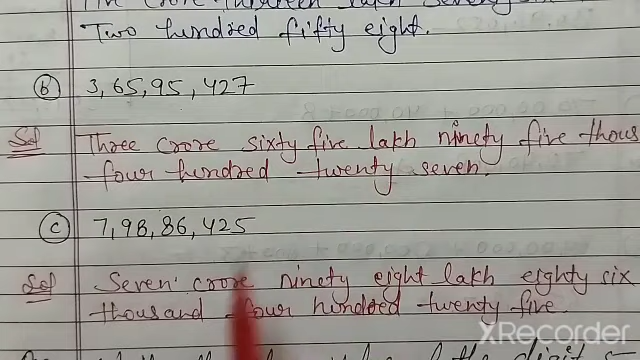 Two hundred fifty eight.
(b) 3,65,95,427
Sol Three crore sixty five lakh ninety five thous
four hundred twenty seven.
(c) 7,98,86,425
Sol Seven crore ninety eight lakh eighty six
thousand four hundred twenty five.
XRecorder